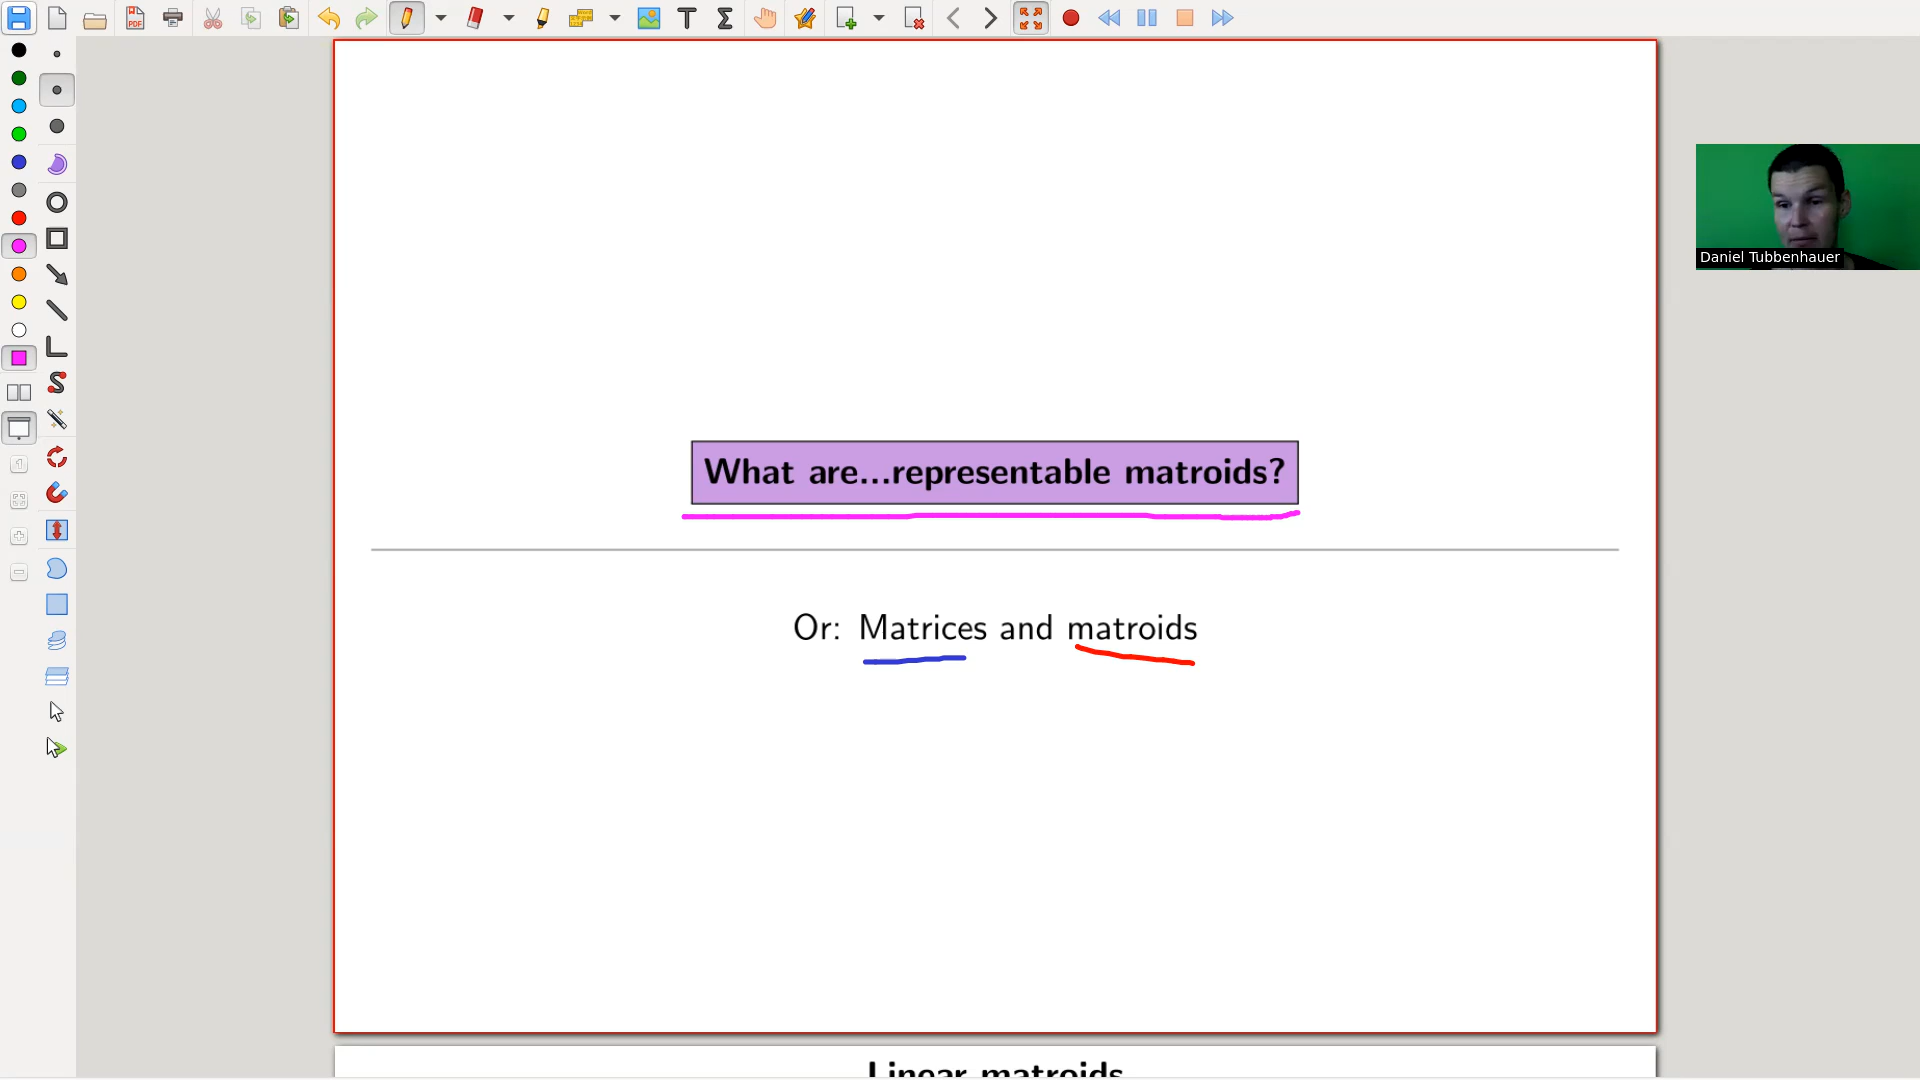 What are...representable matroids?
Or: Matrices and matroids
Daniel Tubbenhauer
Linear matroids